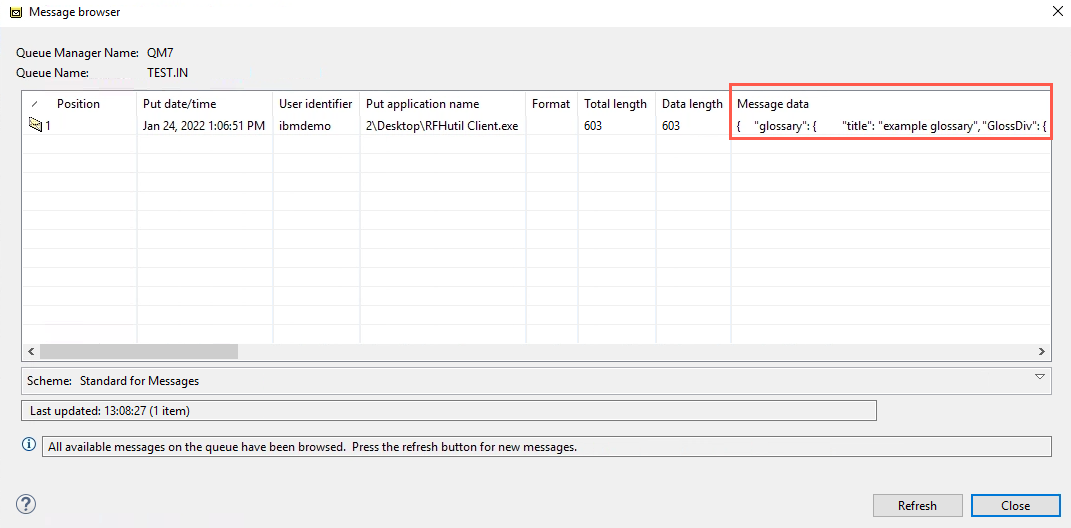 Message browser
Queue Manager Name: QM7
Queue Name: TEST.IN
Position Put date/time User identifier Put application name Format Total length Data length Message data
1 Jan 24, 2022 1:06:51 PM ibmdemo 2\Desktop\RFHutil Client.exe 603 603 { "glossary": { "title": "example glossary","GlossDiv": {
Scheme: Standard for Messages
Last updated: 13:08:27 (1 item)
All available messages on the queue have been browsed. Press the refresh button for new messages.
Refresh Close